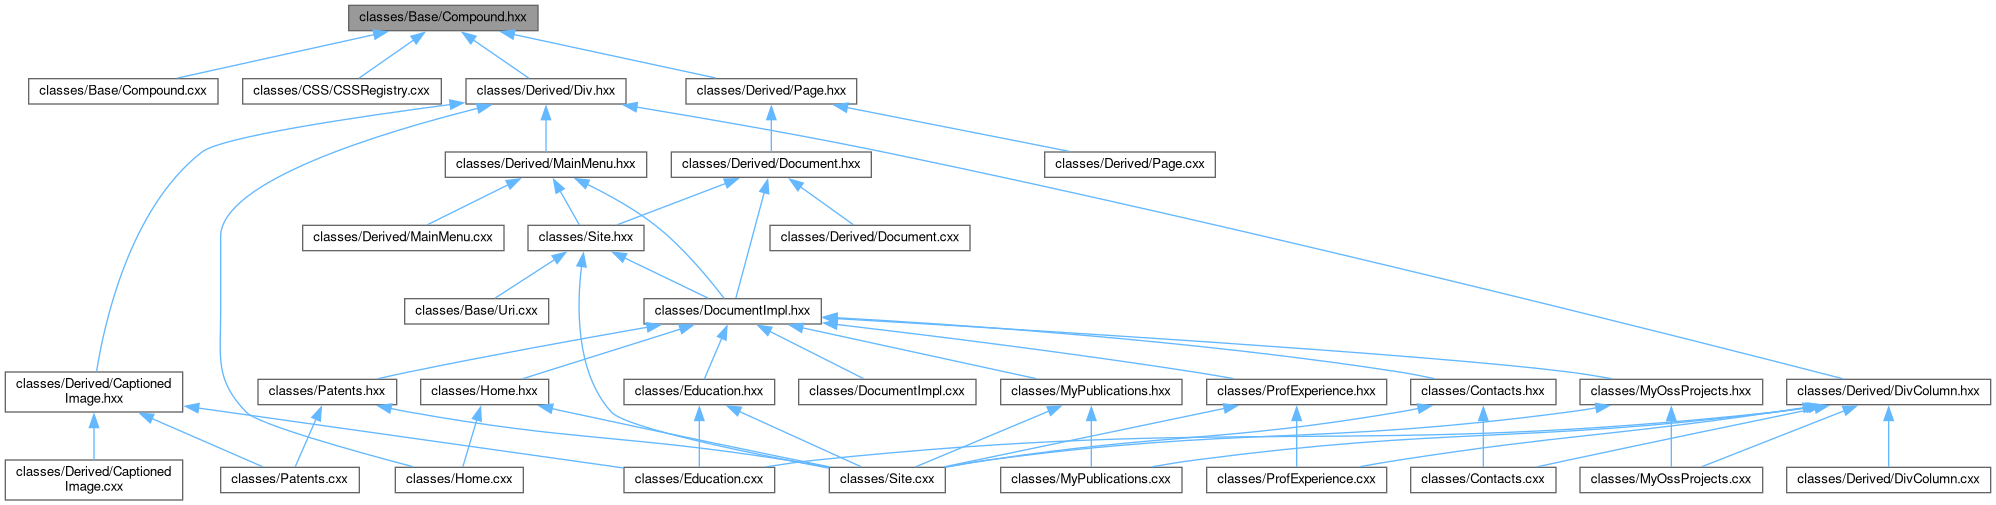 classes/Base/Compound.hxx
classes/Base/Compound.cxx
classes/CSS/CSSRegistry.cxx
classes/Derived/Div.hxx
classes/Derived/Page.hxx
classes/Derived/MainMenu.hxx
classes/Derived/Document.hxx
classes/Derived/Page.cxx
classes/Derived/MainMenu.cxx
classes/Site.hxx
classes/Derived/Document.cxx
classes/Base/Uri.cxx
classes/DocumentImpl.hxx
classes/Derived/Captioned
Image.hxx
classes/Patents.hxx
classes/Home.hxx
classes/Education.hxx
classes/DocumentImpl.cxx
classes/MyPublications.hxx
classes/ProfExperience.hxx
classes/Contacts.hxx
classes/MyOssProjects.hxx
classes/Derived/DivColumn.hxx
classes/Derived/Captioned
Image.cxx
classes/Patents.cxx
classes/Home.cxx
classes/Education.cxx
classes/Site.cxx
classes/MyPublications.cxx
classes/ProfExperience.cxx
classes/Contacts.cxx
classes/MyOssProjects.cxx
classes/Derived/DivColumn.cxx